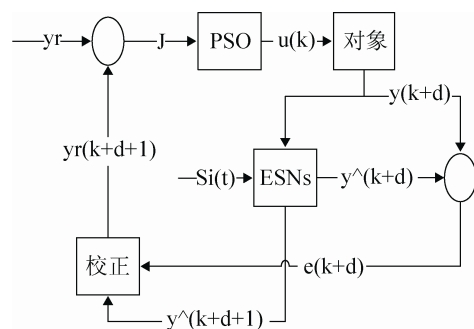 yr
J
PSO
u(k)
对象
y(k+d)
yr(k+d+1)
Si(t)
ESNs
y^(k+d)
校正
e(k+d)
y^(k+d+1)